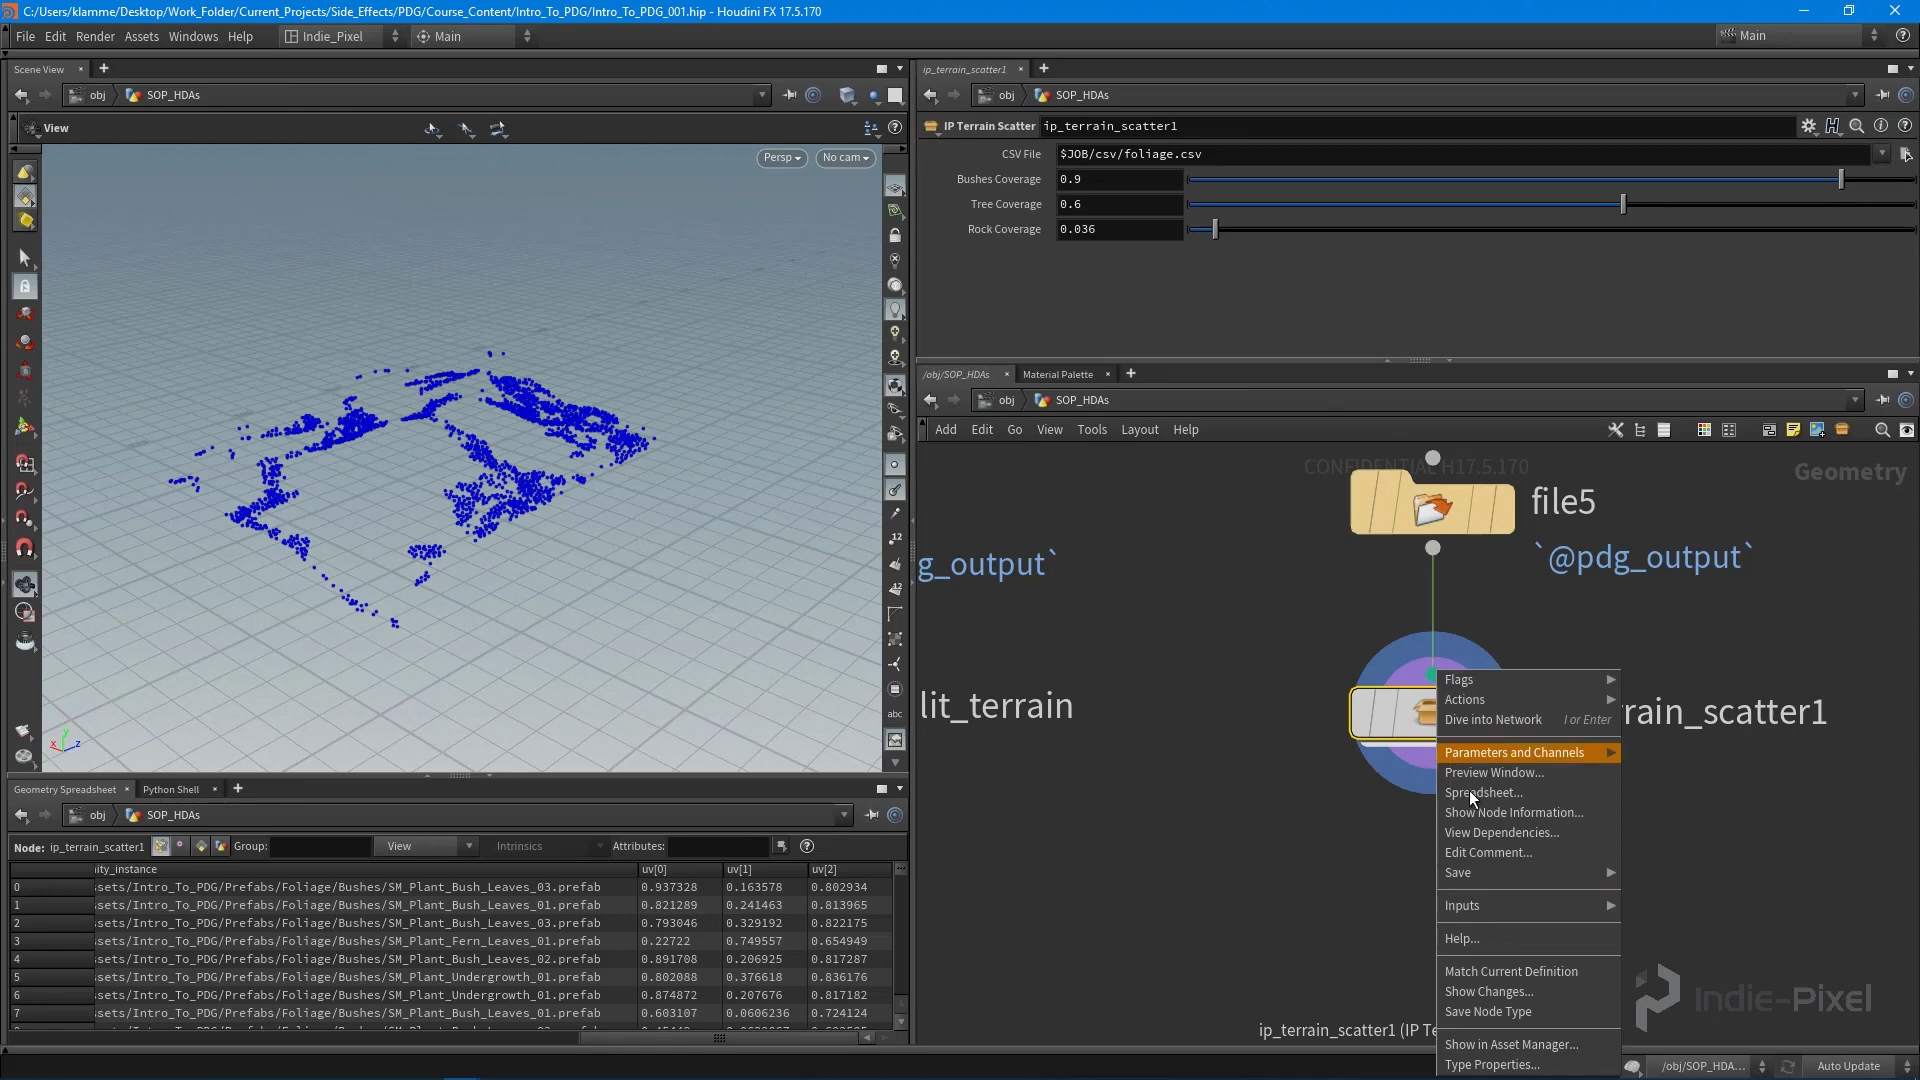 C:/Users/klamme/Desktop/Work_Folder/Current_Projects/Side_Effects/PDG/Course_Content/Intro_To_PDG/Intro_To_PDG_001.hip - Houdini FX 17.5.170
File Edit Render Assets Windows Help Indie_Pixel Main Main
Scene View
obj SOP_HDAs
View
Persp No cam
ip_terrain_scatter1
obj SOP_HDAs
IP Terrain Scatter ip_terrain_scatter1
CSV File $JOB/csv/foliage.csv
Bushes Coverage 0.9
Tree Coverage 0.6
Rock Coverage 0.036
/obj/SOP_HDAs Material Palette
obj SOP_HDAs
Add Edit Go View Tools Layout Help
CONFIDENTIAL H17.5.170
Geometry
file5
g_output`
`@pdg_output`
lit_terrain
rrain_scatter1
Flags
Actions
Dive into Network I or Enter
Parameters and Channels
Preview Window...
Spreadsheet...
Show Node Information...
View Dependencies...
Edit Comment...
Save
Inputs
Help...
Match Current Definition
Show Changes...
Save Node Type
Show in Asset Manager...
Type Properties...
Indie-Pixel
ip_terrain_scatter1 (IP Te
Geometry Spreadsheet Python Shell
obj SOP_HDAs
Node: ip_terrain_scatter1 Group: View Intrinsics Attributes:
ity_instance uv[0] uv[1] uv[2]
0 ssets/Intro_To_PDG/Prefabs/Foliage/Bushes/SM_Plant_Bush_Leaves_03.prefab 0.937328 0.163578 0.802934
1 ssets/Intro_To_PDG/Prefabs/Foliage/Bushes/SM_Plant_Bush_Leaves_01.prefab 0.821289 0.241463 0.813965
2 ssets/Intro_To_PDG/Prefabs/Foliage/Bushes/SM_Plant_Bush_Leaves_03.prefab 0.793046 0.329192 0.822175
3 ssets/Intro_To_PDG/Prefabs/Foliage/Bushes/SM_Plant_Fern_Leaves_01.prefab 0.22722 0.749557 0.654949
4 ssets/Intro_To_PDG/Prefabs/Foliage/Bushes/SM_Plant_Bush_Leaves_02.prefab 0.891708 0.206925 0.817287
5 ssets/Intro_To_PDG/Prefabs/Foliage/Bushes/SM_Plant_Undergrowth_01.prefab 0.802088 0.376618 0.836176
6 ssets/Intro_To_PDG/Prefabs/Foliage/Bushes/SM_Plant_Undergrowth_01.prefab 0.874872 0.207676 0.817182
7 ssets/Intro_To_PDG/Prefabs/Foliage/Bushes/SM_Plant_Bush_Leaves_01.prefab 0.603107 0.0606236 0.724124
/obj/SOP_HDA... Auto Update